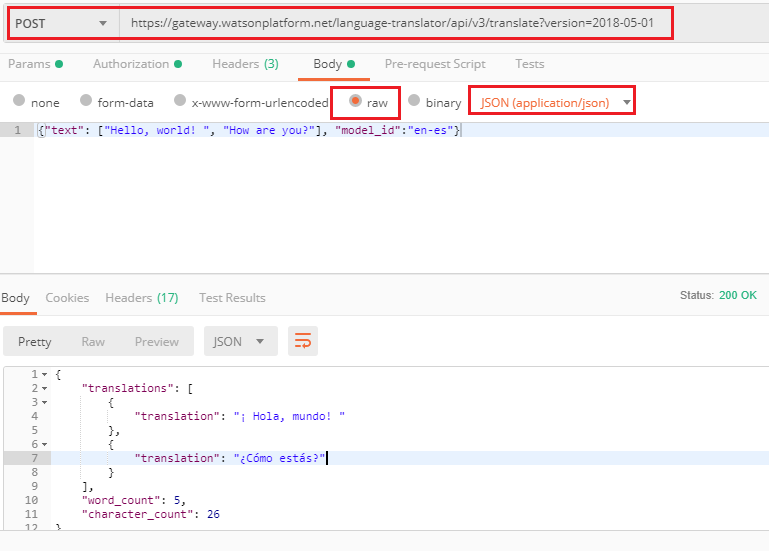 POST https://gateway.watsonplatform.net/language-translator/api/v3/translate?version=2018-05-01
Params Authorization Headers (3) Body Pre-request Script Tests
none form-data x-www-form-urlencoded raw binary JSON (application/json)
1 {"text": ["Hello, world! ", "How are you?"], "model_id":"en-es"}
Body Cookies Headers (17) Test Results Status: 200 OK
Pretty Raw Preview JSON
1 {
2 "translations": [
3 {
4 "translation": "¡ Hola, mundo! "
5 },
6 {
7 "translation": "¿Cómo estás?"
8 }
9 ],
10 "word_count": 5,
11 "character_count": 26
12 }